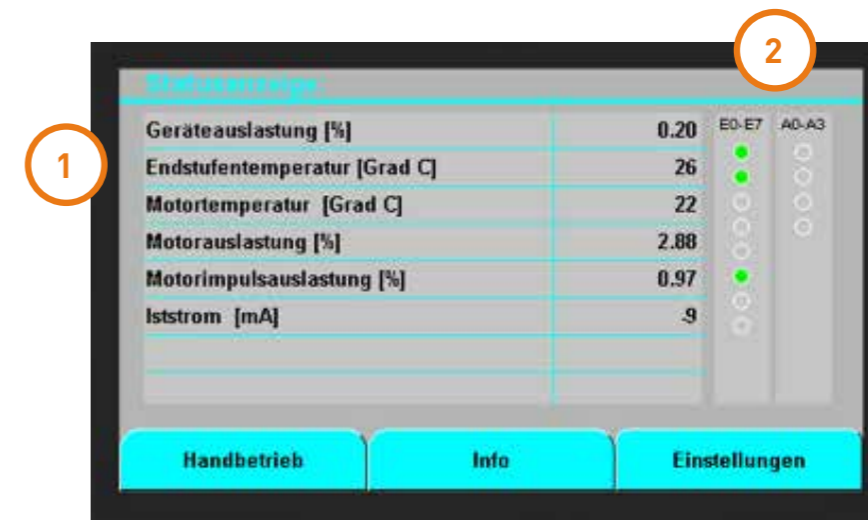 2
Statusanzeige:
1
Geräteauslastung [%] 0.20
Endstufentemperatur [Grad C] 26
Motortemperatur [Grad C] 22
Motorauslastung [%] 2.88
Motorimpulsauslastung [%] 0.97
Iststrom [mA] -9
E0-E7 A0-A3
Handbetrieb Info Einstellungen